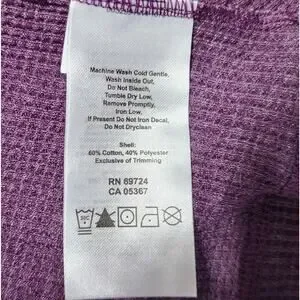 Machine Wash Cold Gentle,
Wash Inside Out,
Do Not Bleach,
Tumble Dry Low,
Remove Promptly,
Iron Low,
If Present Do Not Iron Decal,
Do Not Dryclean
Shell:
60% Cotton, 40% Polyester
Exclusive of Trimming
RN 69724
CA 05367